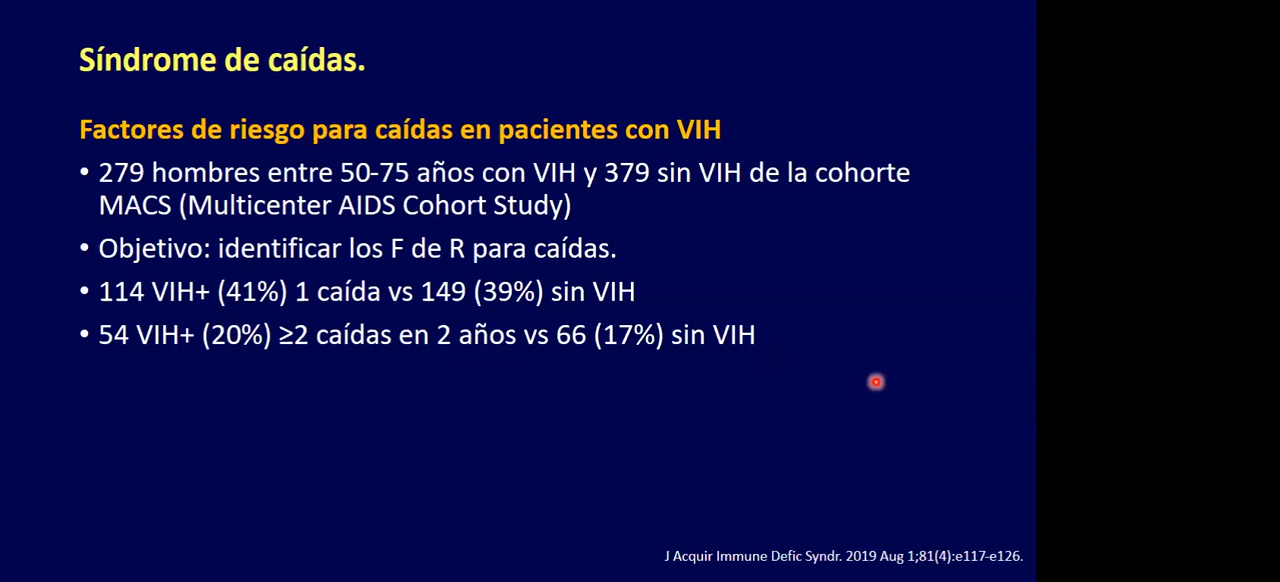 Síndrome de caídas.
Factores de riesgo para caídas en pacientes con VIH
• 279 hombres entre 50-75 años con VIH y 379 sin VIH de la cohorte
MACS (Multicenter AIDS Cohort Study)
• Objetivo: identificar los F de R para caídas.
• 114 VIH+ (41%) 1 caída vs 149 (39%) sin VIH
• 54 VIH+ (20%) ≥2 caídas en 2 años vs 66 (17%) sin VIH
J Acquir Immune Defic Syndr. 2019 Aug 1;81(4):e117-e126.